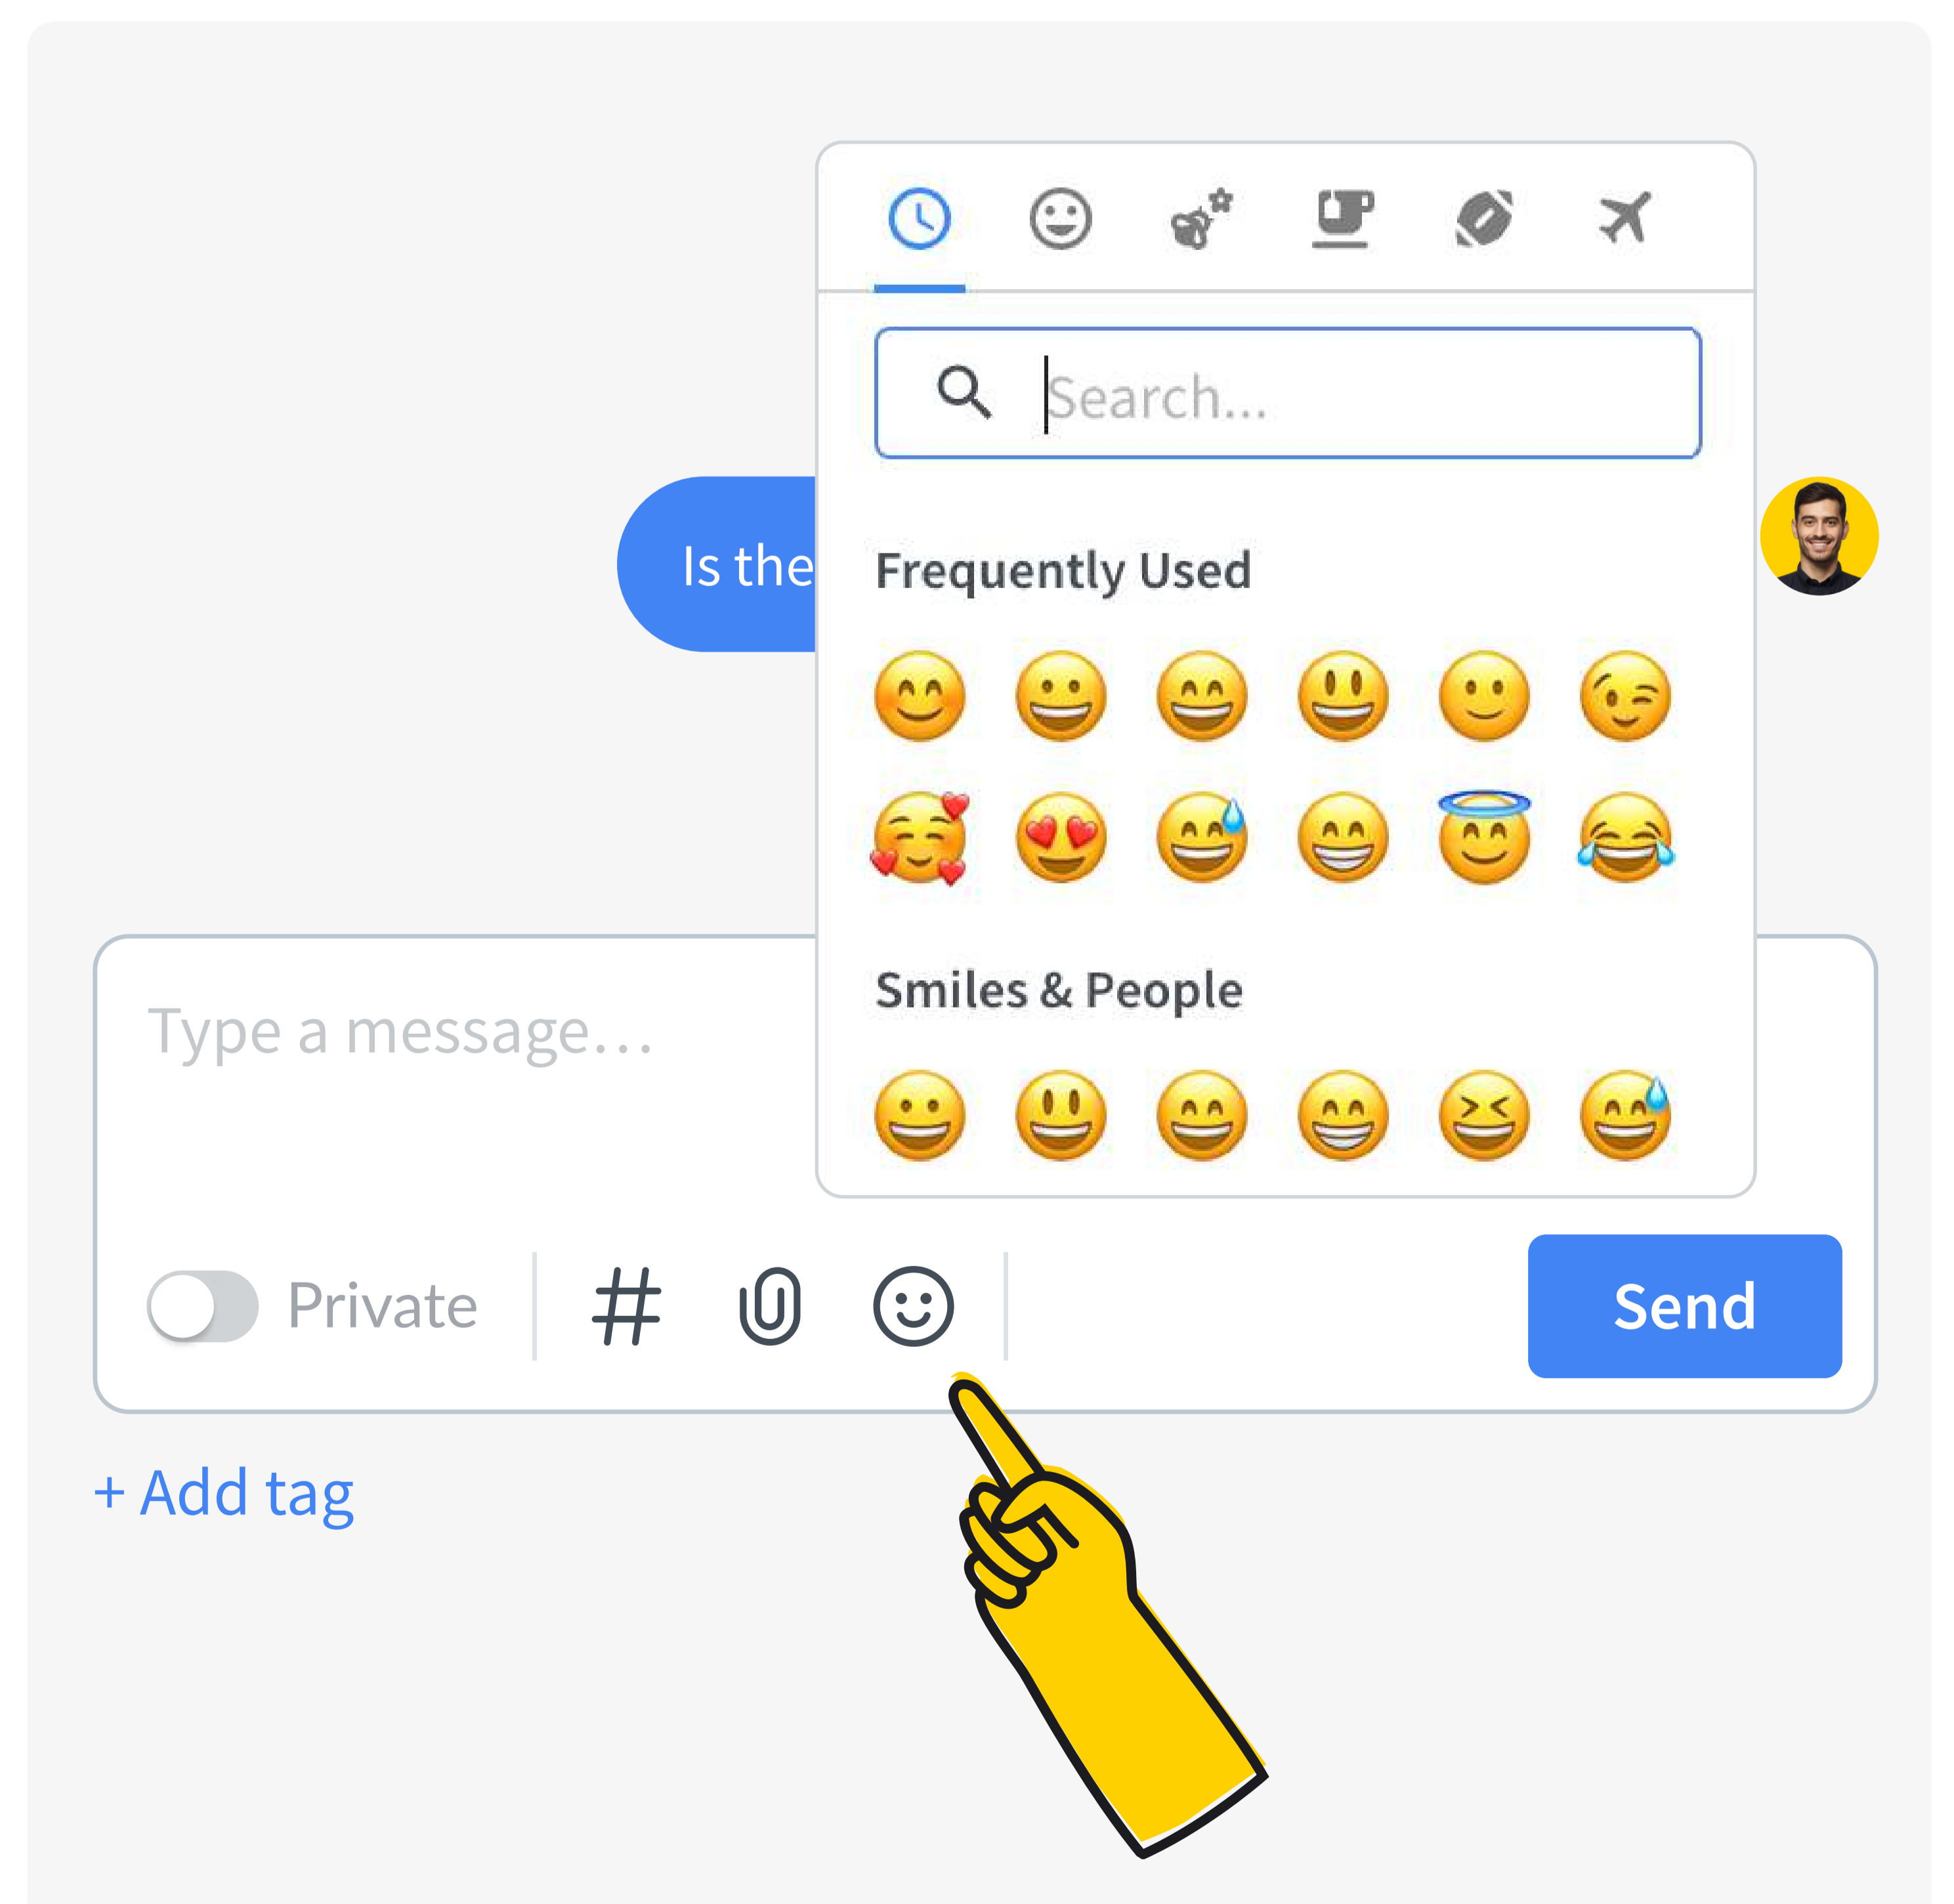 Search...
Is the
Frequently Used
Smiles & People
Type a message...
Private
Send
+ Add tag